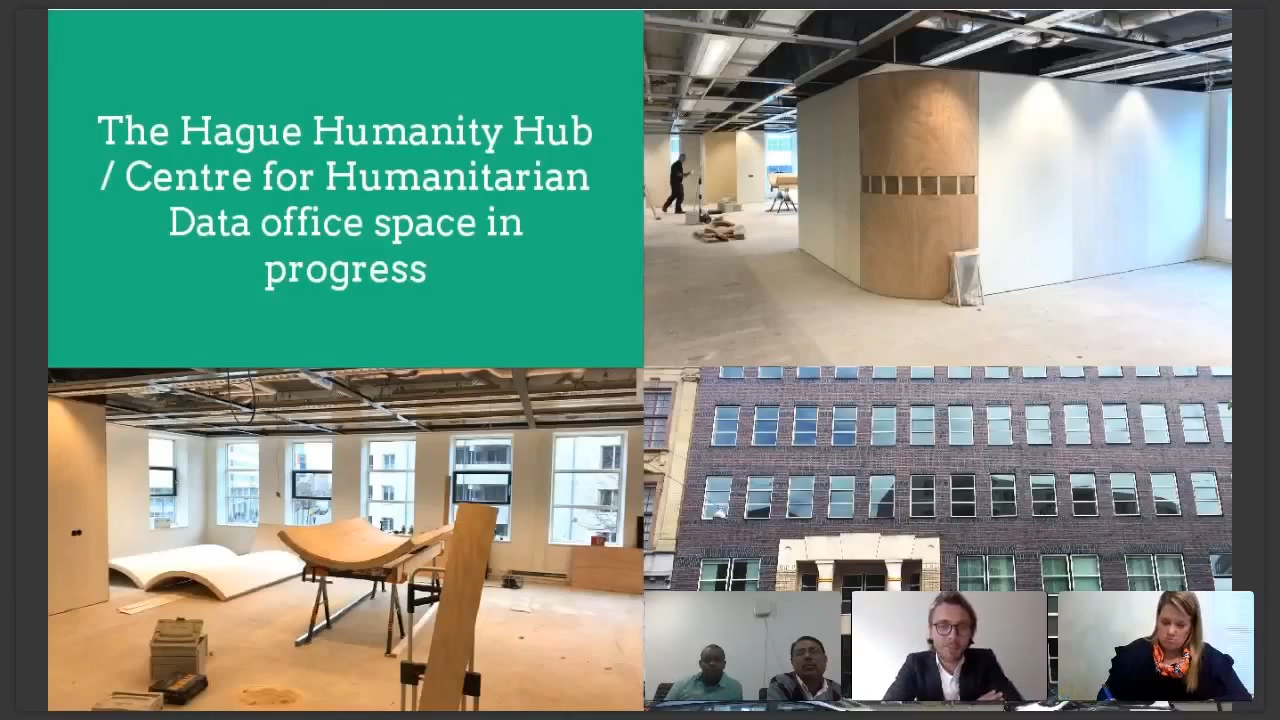 The Hague Humanity Hub
/ Centre for Humanitarian
Data office space in
progress